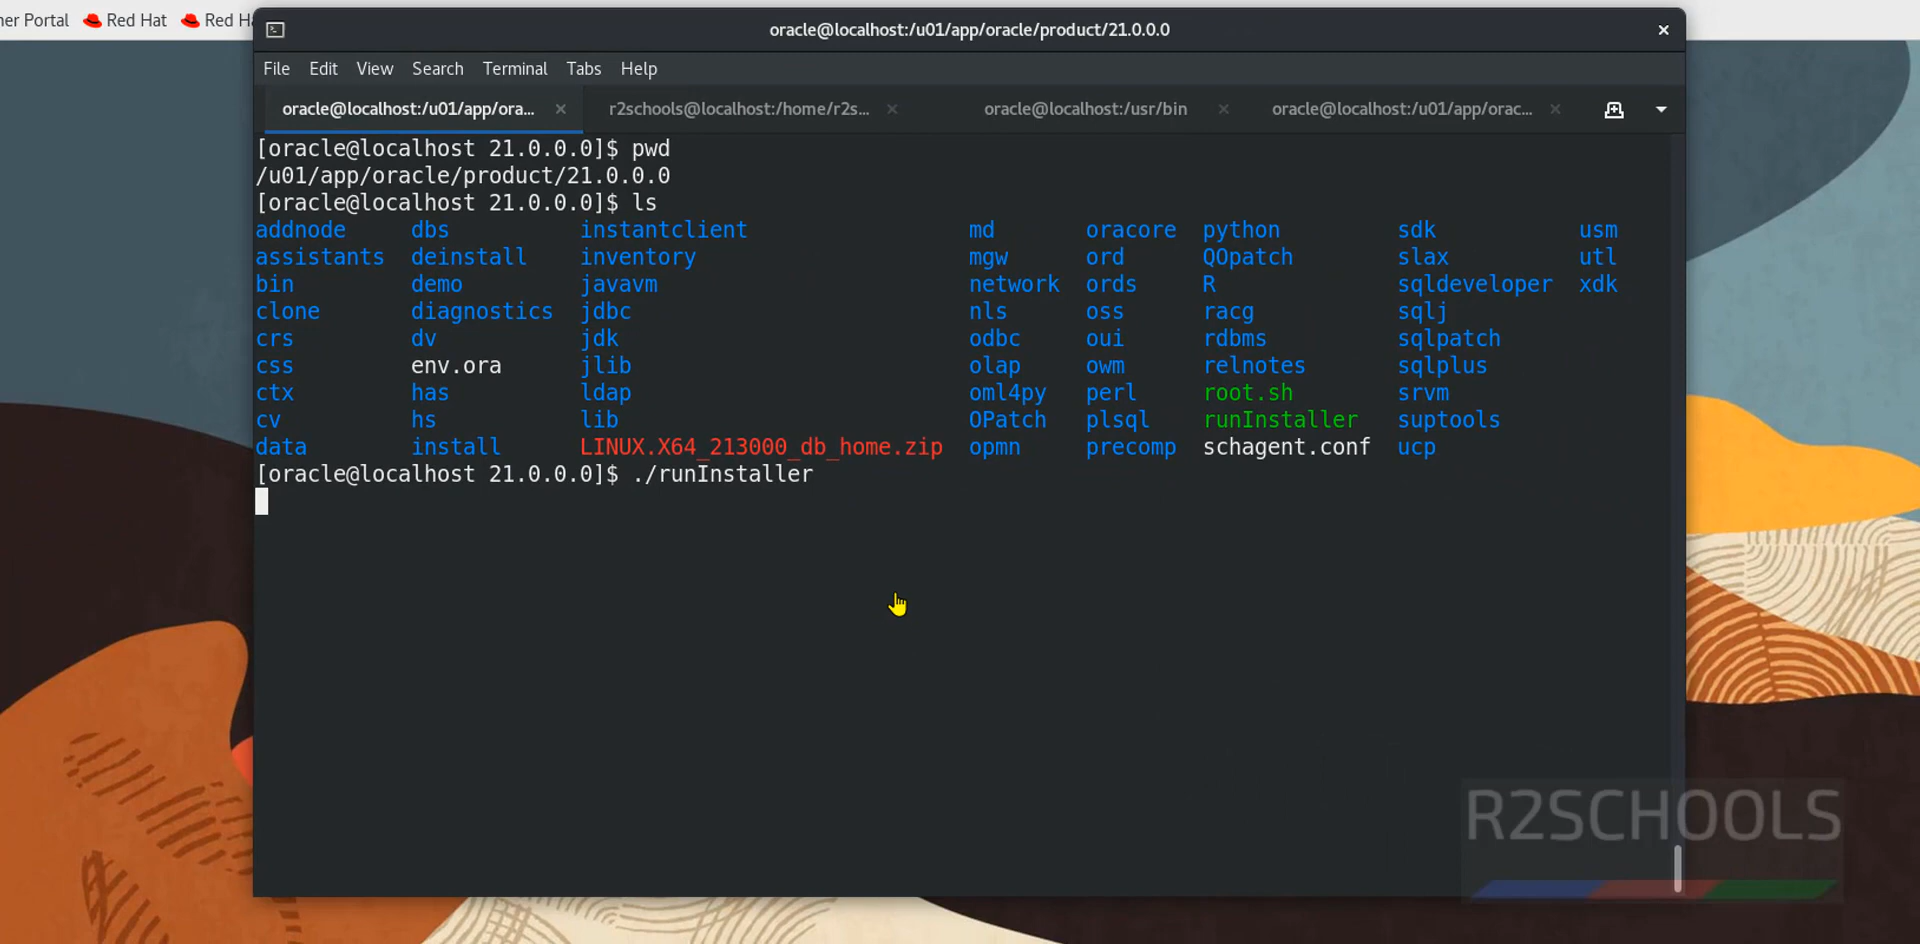 ner Portal Red Hat Red Ha
oracle@localhost:/u01/app/oracle/product/21.0.0.0
File Edit View Search Terminal Tabs Help
oracle@localhost:/u01/app/ora... r2schools@localhost:/home/r2s... oracle@localhost:/usr/bin oracle@localhost:/u01/app/orac...
[oracle@localhost 21.0.0.0]$ pwd
/u01/app/oracle/product/21.0.0.0
[oracle@localhost 21.0.0.0]$ ls
addnode dbs instantclient md oracore python sdk usm
assistants deinstall inventory mgw ord QOpatch slax utl
bin demo javavm network ords R sqldeveloper xdk
clone diagnostics jdbc nls oss racg sqlj
crs dv jdk odbc oui rdbms sqlpatch
css env.ora jlib olap owm relnotes sqlplus
ctx has ldap oml4py perl root.sh srvm
cv hs lib OPatch plsql runInstaller suptools
data install LINUX.X64_213000_db_home.zip opmn precomp schagent.conf ucp
[oracle@localhost 21.0.0.0]$ ./runInstaller
R2SCHOOLS